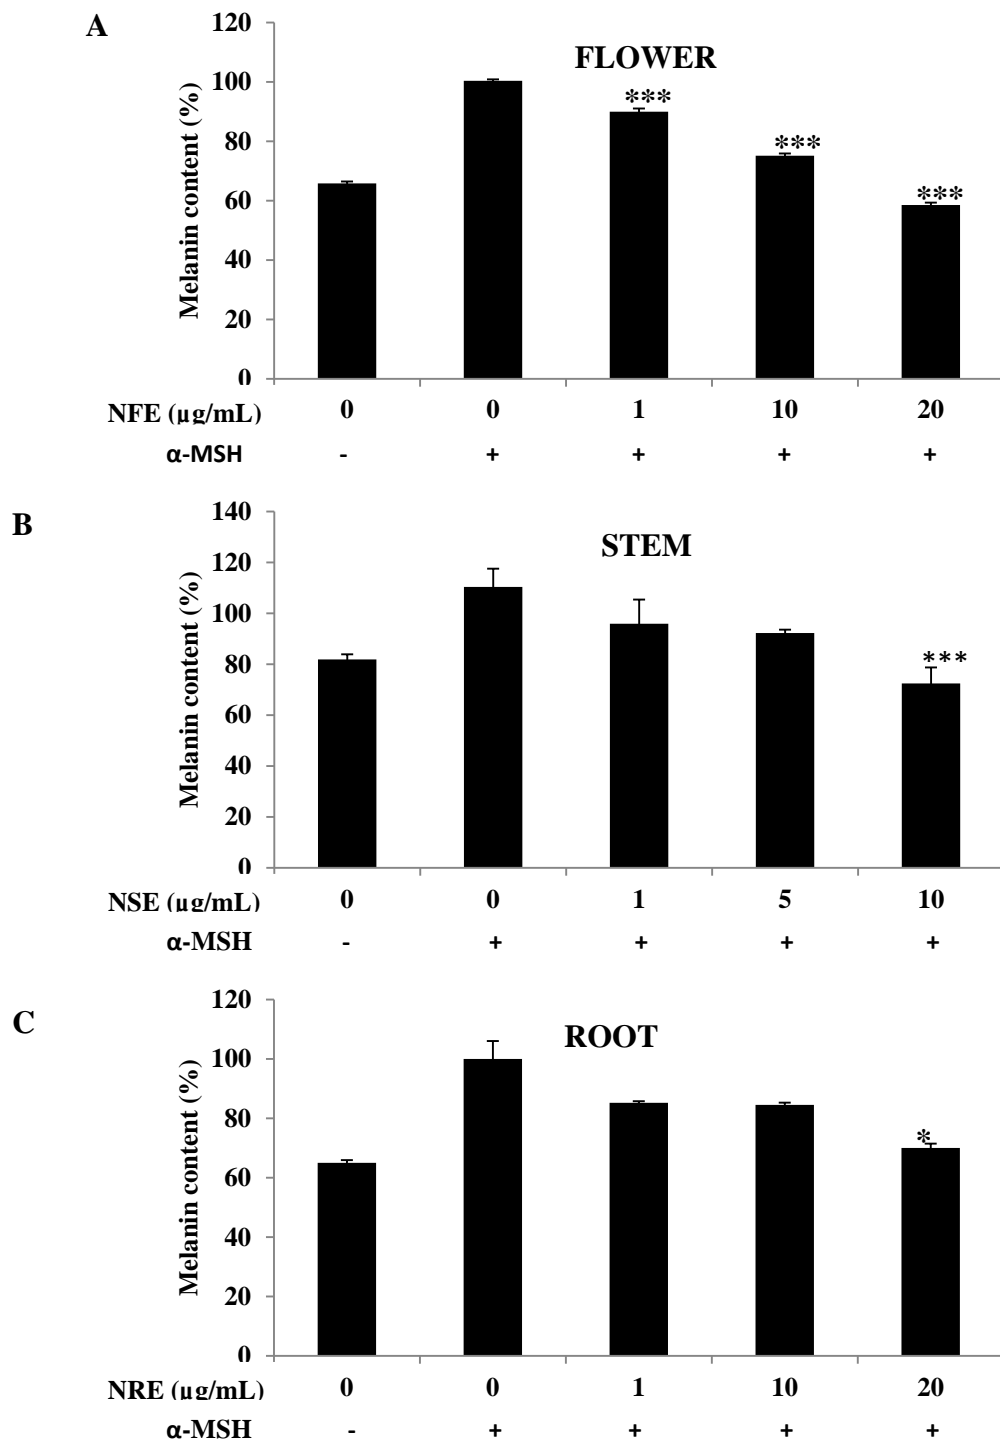 A
FLOWER
Melanin content (%)
120
100
80
60
40
20
0
***
***
***
NFE (µg/mL) 0 0 1 10 20
α-MSH - + + + +
B
STEM
Melanin content (%)
140
120
100
80
60
40
20
0
***
NSE (µg/mL) 0 0 1 5 10
α-MSH - + + + +
C
ROOT
Melanin content (%)
120
100
80
60
40
20
0
*
NRE (µg/mL) 0 0 1 10 20
α-MSH - + + + +